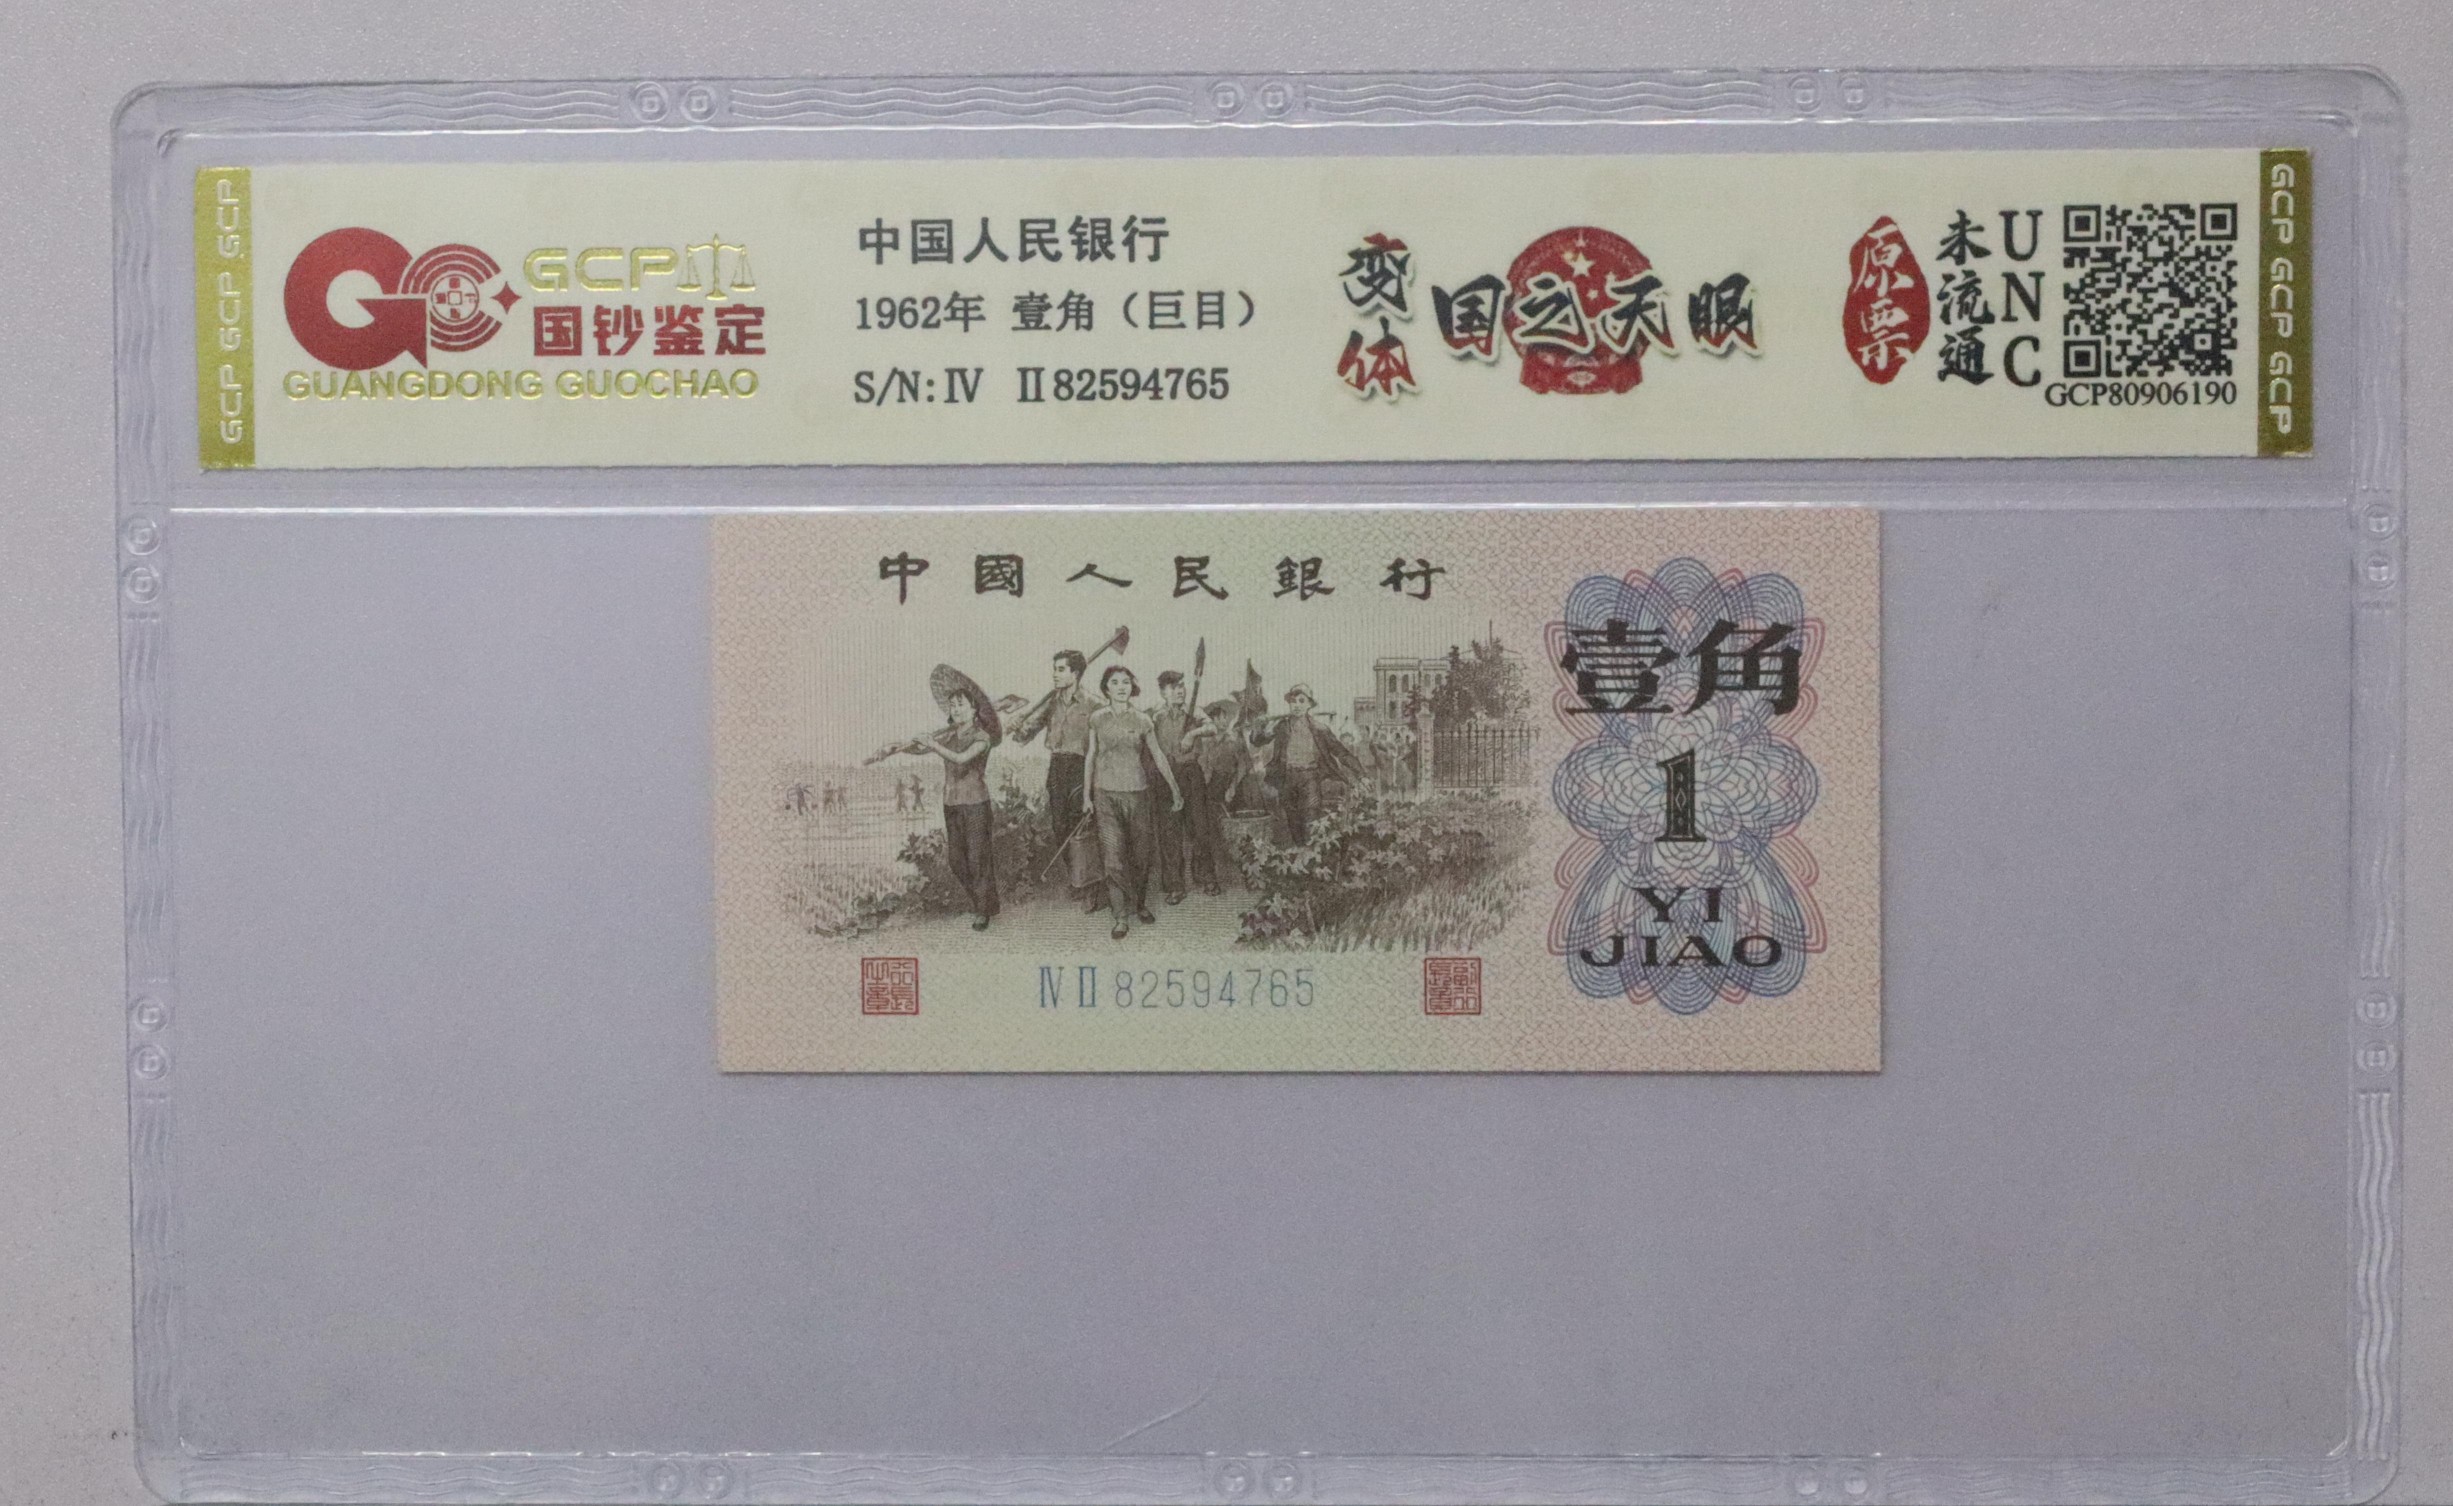 GCP GCP GCP
GCP
国钞鉴定
GUANGDONG GUOCHAO
中国人民银行
1962年 壹角（巨目）
S/N: IV II82594765
变体
国之天眼
原票
未流通
UNC
GCP80906190
GCP GCP GCP
中國人民銀行
壹角
1
YI
JIAO
IV II 82594765